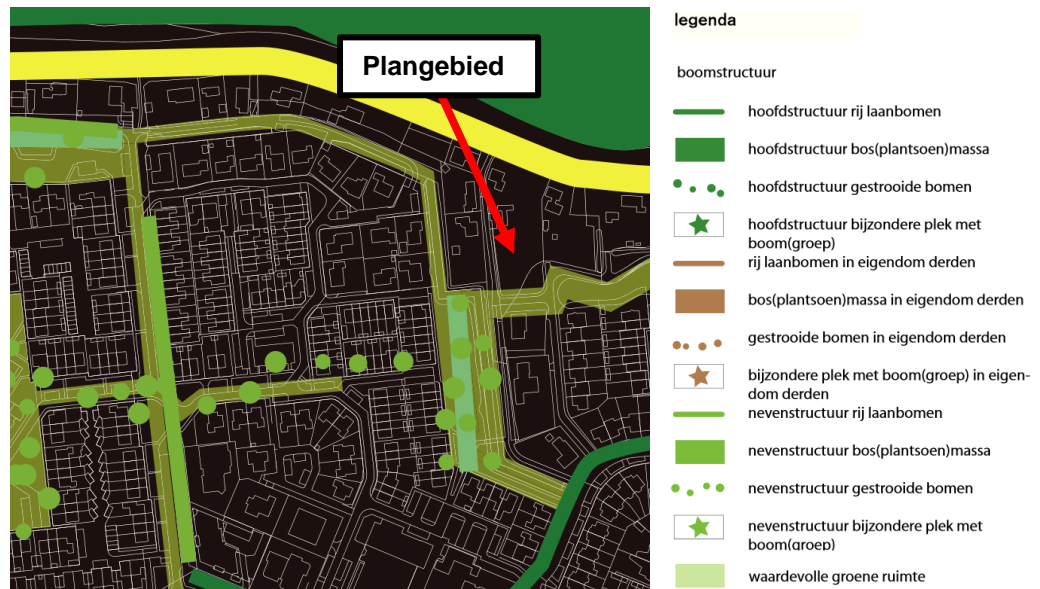 Plangebied
legenda
boomstructuur
hoofdstructuur rij laanbomen
hoofdstructuur bos(plantsoen)massa
hoofdstructuur gestrooide bomen
hoofdstructuur bijzondere plek met
boom(groep)
rij laanbomen in eigendom derden
bos(plantsoen)massa in eigendom derden
gestrooide bomen in eigendom derden
bijzondere plek met boom(groep) in eigen-
dom derden
nevenstructuur rij laanbomen
nevenstructuur bos(plantsoen)massa
nevenstructuur gestrooide bomen
nevenstructuur bijzondere plek met
boom(groep)
waardevolle groene ruimte